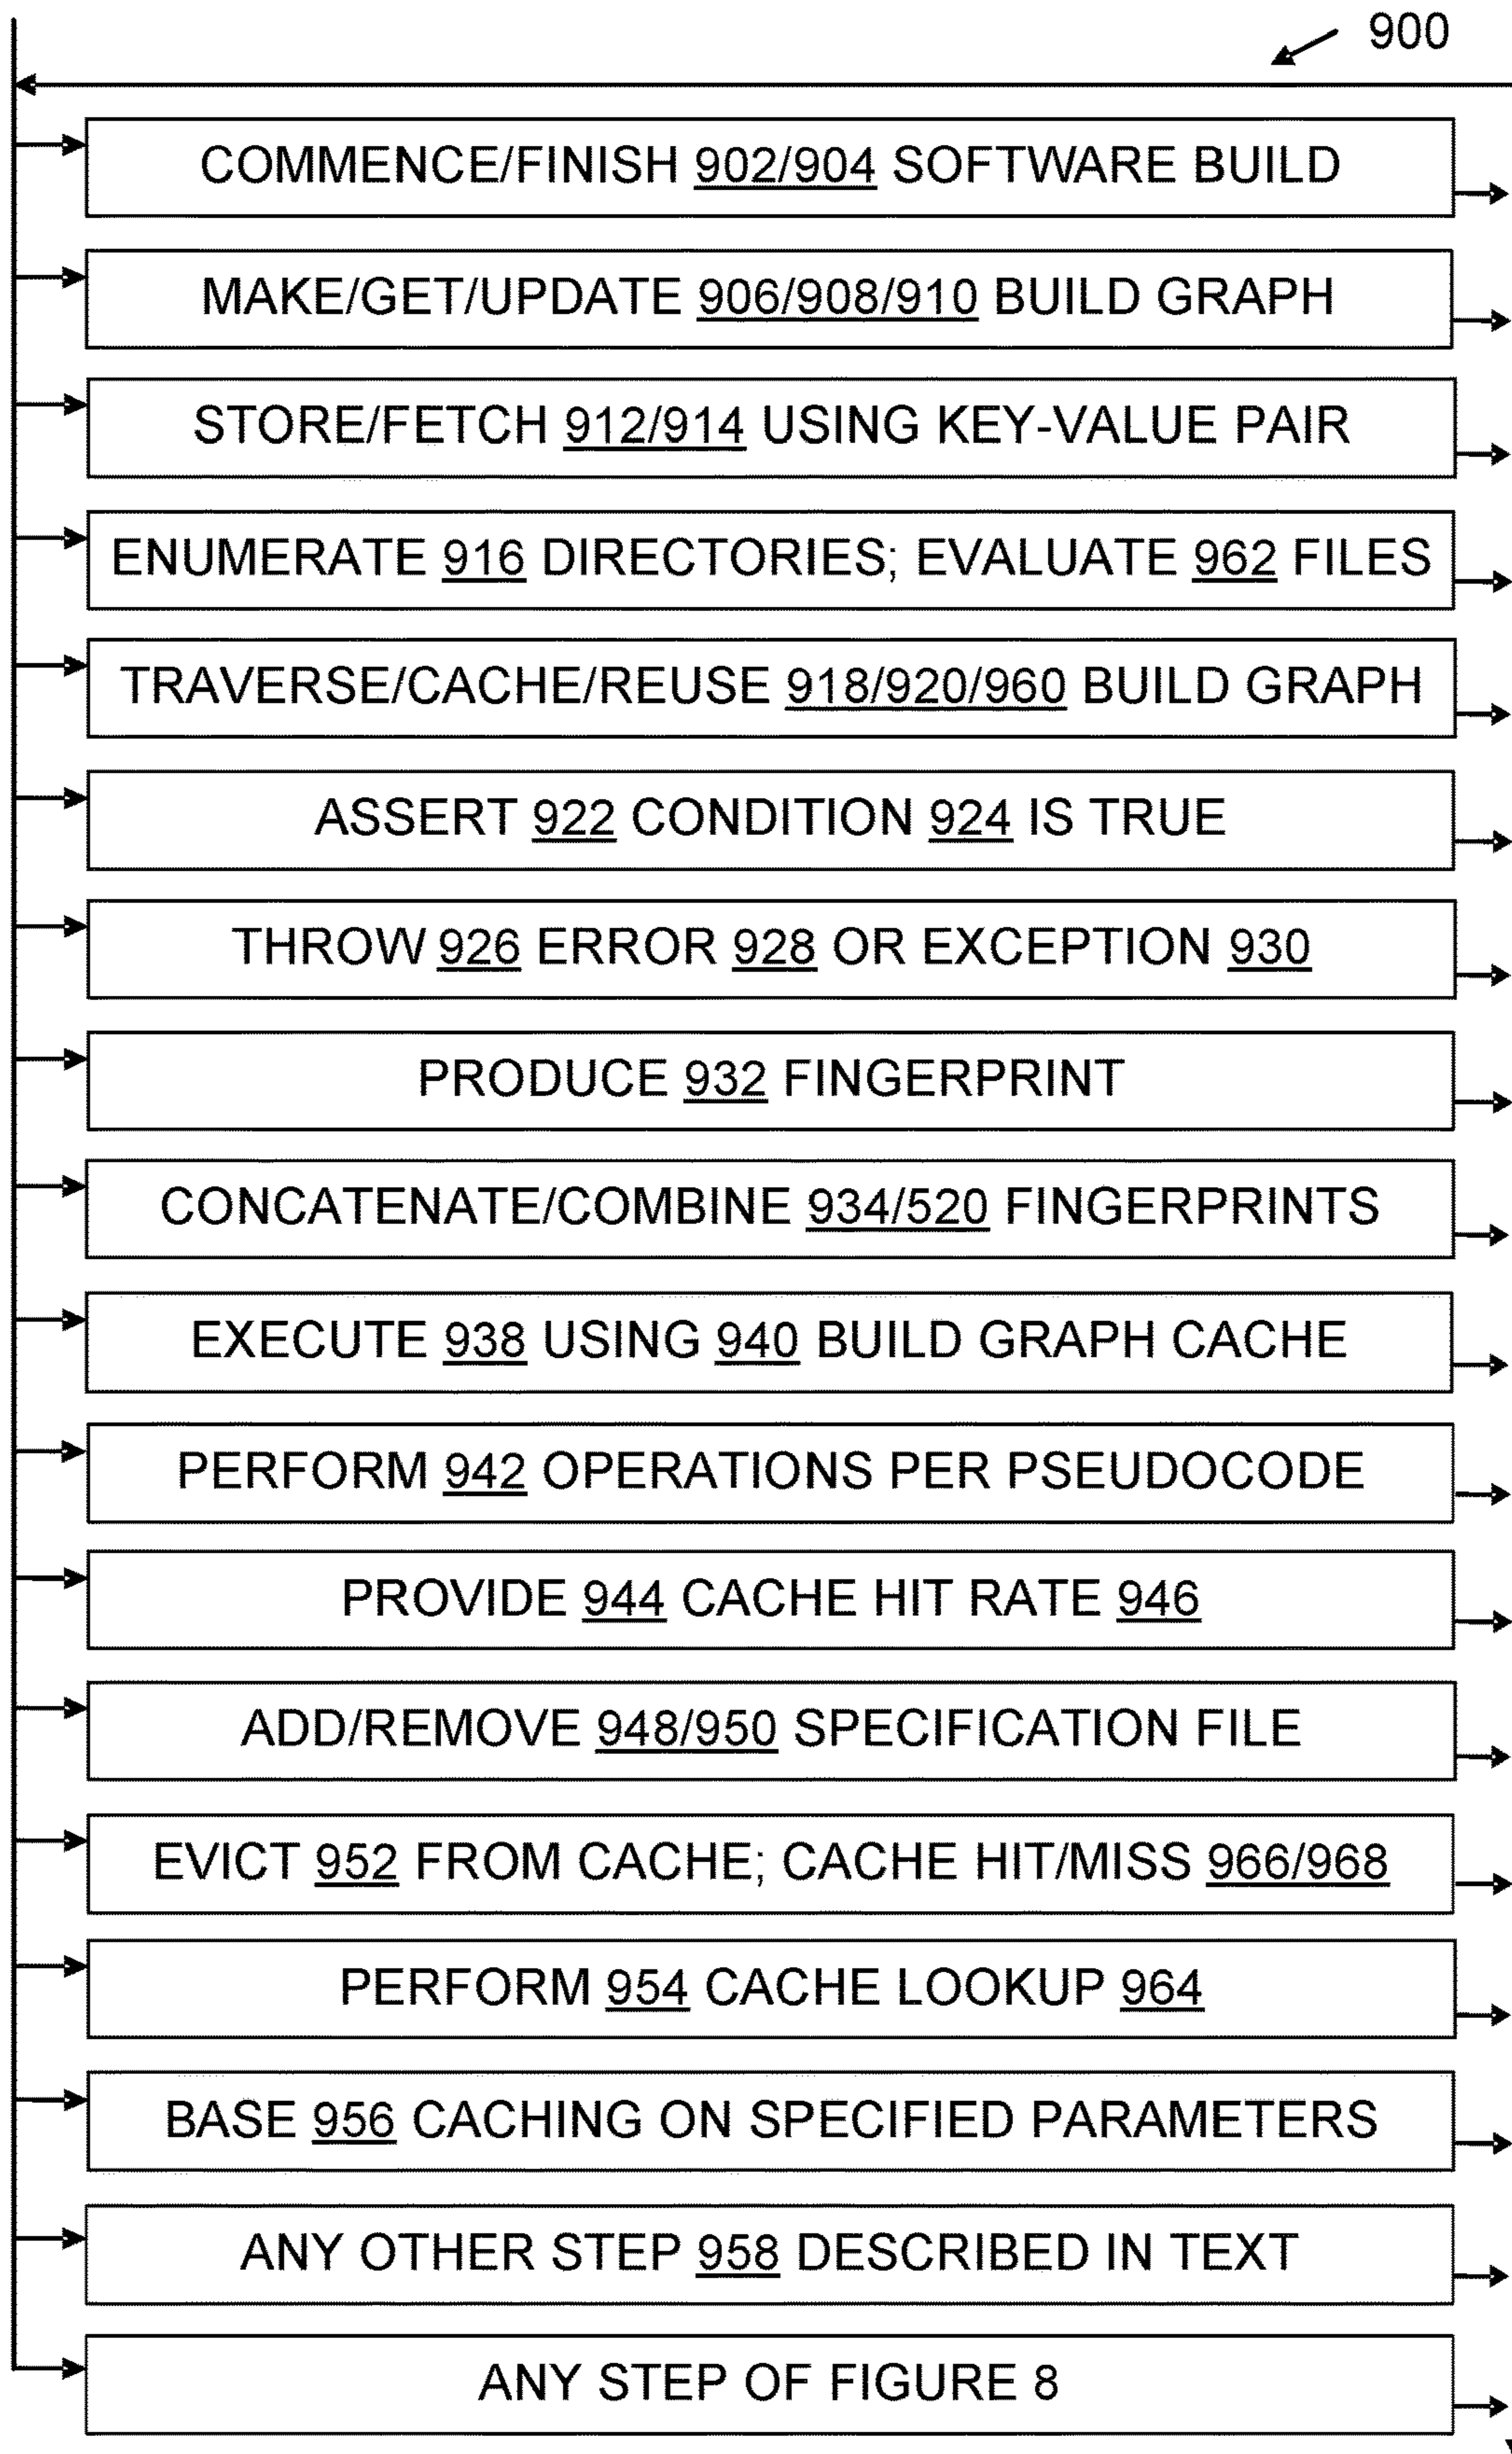 900
COMMENCE/FINISH 902/904 SOFTWARE BUILD
MAKE/GET/UPDATE 906/908/910 BUILD GRAPH
STORE/FETCH 912/914 USING KEY-VALUE PAIR
ENUMERATE 916 DIRECTORIES; EVALUATE 962 FILES
TRAVERSE/CACHE/REUSE 918/920/960 BUILD GRAPH
ASSERT 922 CONDITION 924 IS TRUE
THROW 926 ERROR 928 OR EXCEPTION 930
PRODUCE 932 FINGERPRINT
CONCATENATE/COMBINE 934/520 FINGERPRINTS
EXECUTE 938 USING 940 BUILD GRAPH CACHE
PERFORM 942 OPERATIONS PER PSEUDOCODE
PROVIDE 944 CACHE HIT RATE 946
ADD/REMOVE 948/950 SPECIFICATION FILE
EVICT 952 FROM CACHE; CACHE HIT/MISS 966/968
PERFORM 954 CACHE LOOKUP 964
BASE 956 CACHING ON SPECIFIED PARAMETERS
ANY OTHER STEP 958 DESCRIBED IN TEXT
ANY STEP OF FIGURE 8